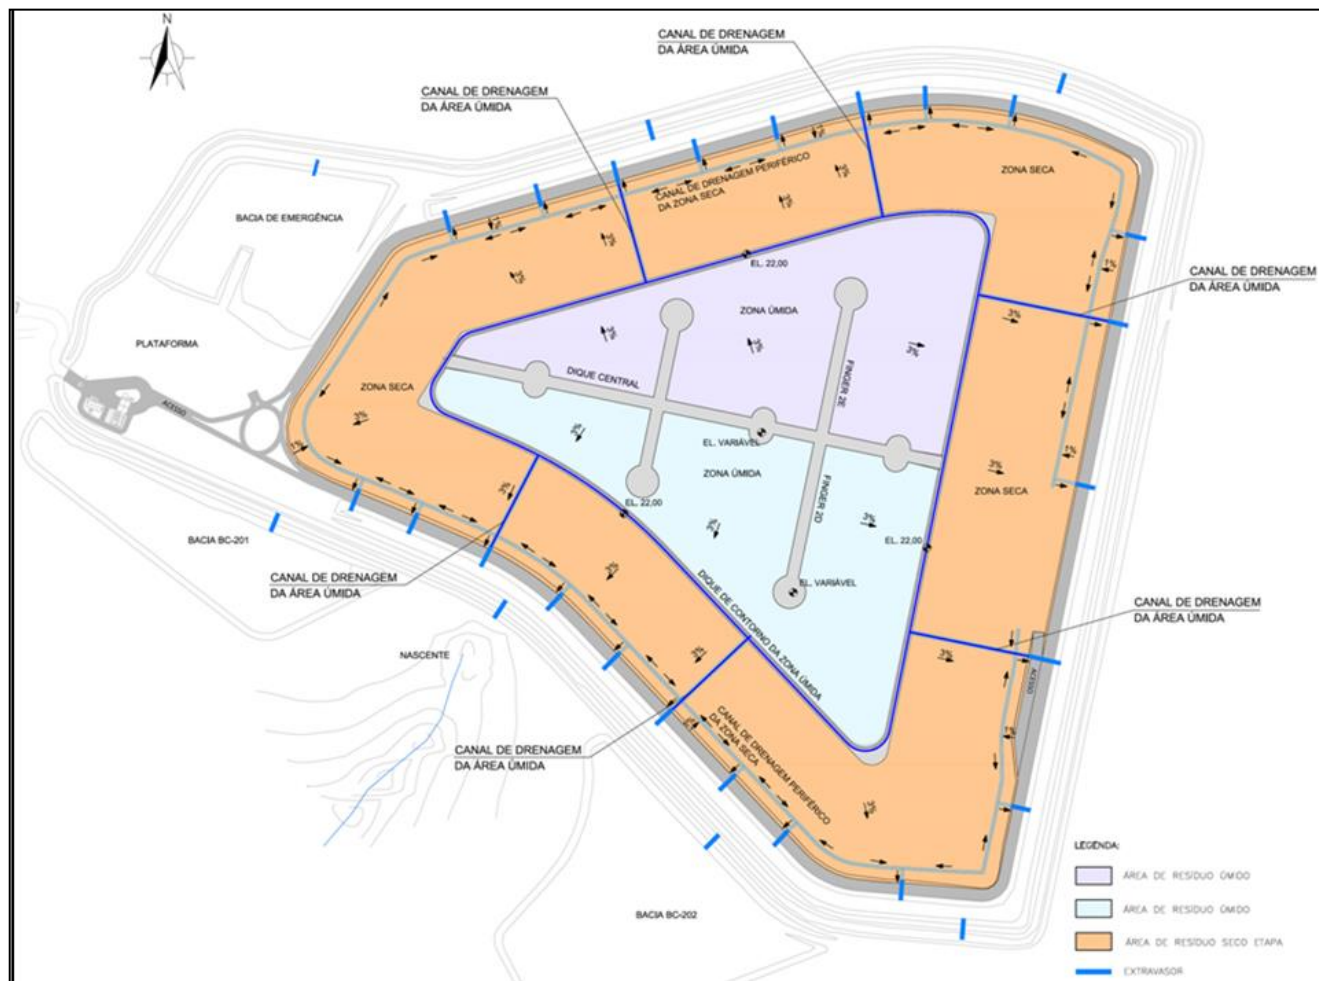 N
CANAL DE DRENAGEM
DA ÁREA ÚMIDA
CANAL DE DRENAGEM
DA ÁREA ÚMIDA
ZONA SECA
CANAL DE DRENAGEM PERIFÉRICO
DA ZONA SECA
BACIA DE EMERGÊNCIA
EL. 22,00
CANAL DE DRENAGEM
DA ÁREA ÚMIDA
ZONA ÚMIDA
PLATAFORMA
DIQUE CENTRAL
FINGER 2E
ZONA SECA
ACESSO
EL. VARIÁVEL
ZONA ÚMIDA
FINGER 2D
ZONA SECA
EL. 22,00
BACIA BC-201
EL. 22,00
CANAL DE DRENAGEM
DA ÁREA ÚMIDA
EL. VARIÁVEL
DIQUE DE CONTORNO DA ZONA ÚMIDA
CANAL DE DRENAGEM
DA ÁREA ÚMIDA
NASCENTE
ACESSO
CANAL DE DRENAGEM
DA ÁREA ÚMIDA
CANAL DE DRENAGEM PERIFÉRICO
DA ZONA SECA
3%
3%
3%
3%
3%
3%
3%
1%
1%
BACIA BC-202
LEGENDA:
ÁREA DE RESÍDUO ÚMIDO
ÁREA DE RESÍDUO ÚMIDO
ÁREA DE RESÍDUO SECO ETAPA
EXTRAVASOR